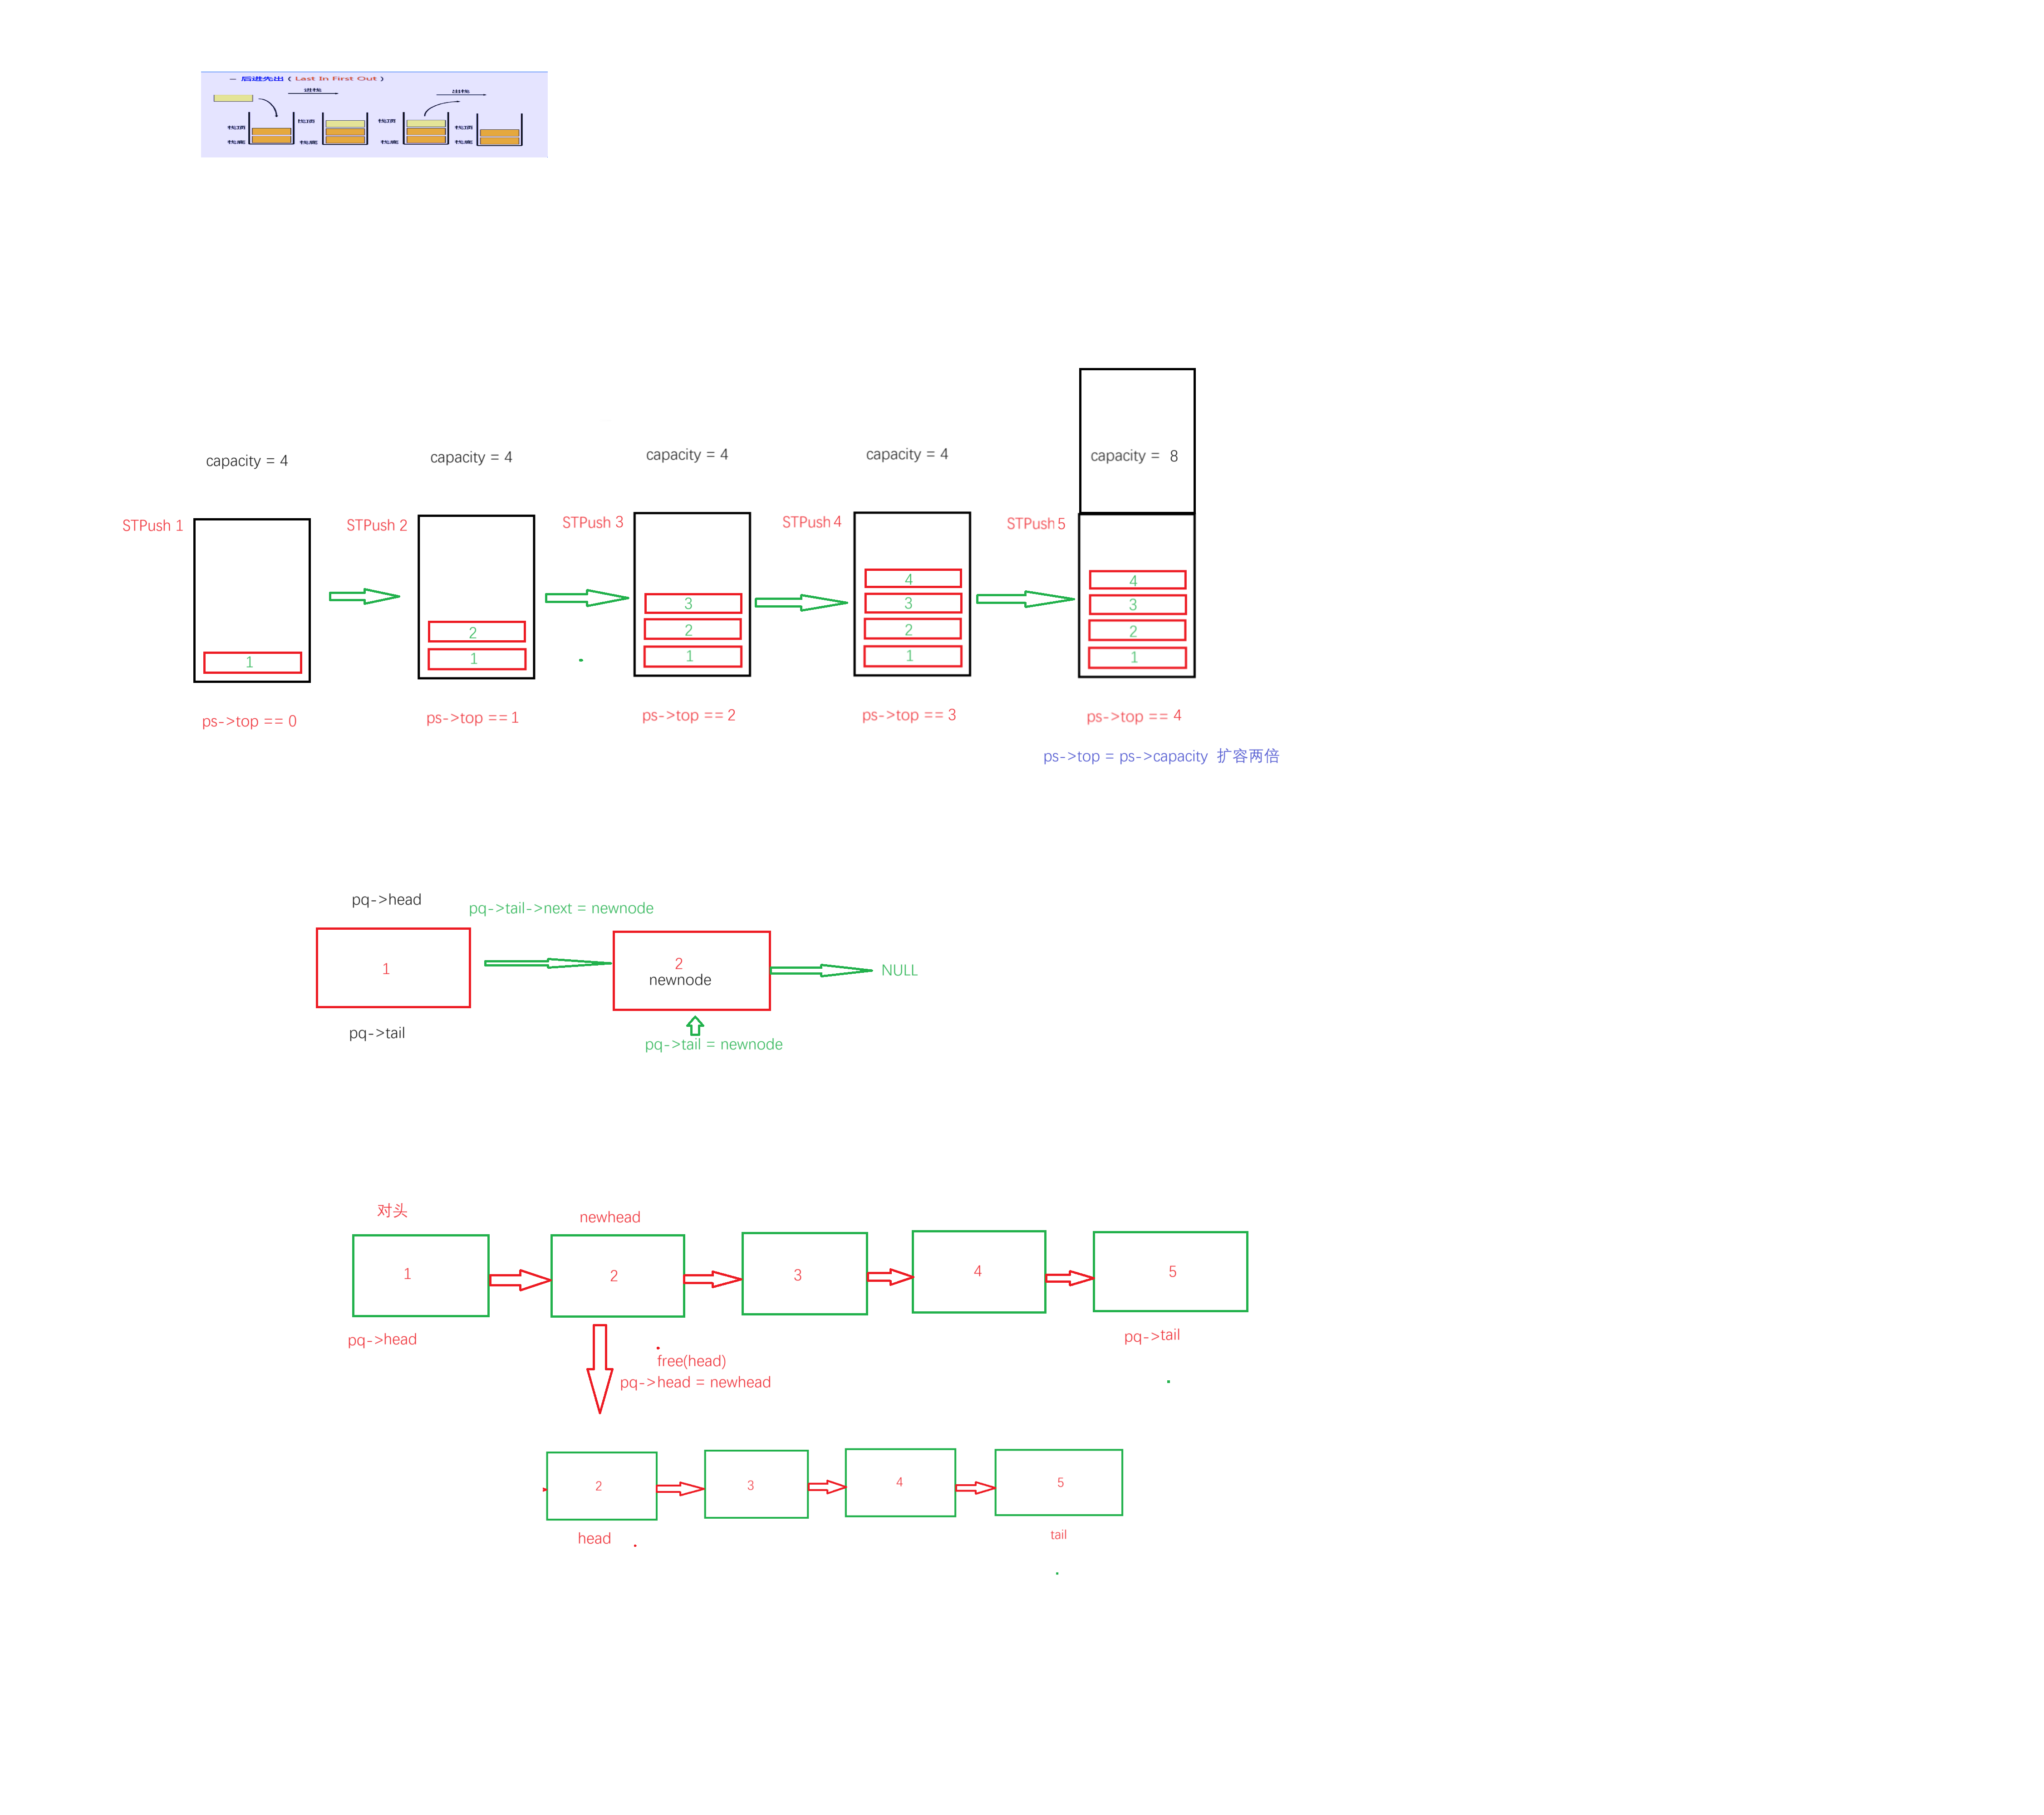 — 后进先出 ( Last In First Out )
进栈
出栈
栈顶
栈顶
栈顶
栈顶
栈底
栈底
栈底
栈底
capacity = 4
capacity = 4
capacity = 4
capacity = 4
capacity = 8
STPush 1
STPush 2
STPush 3
STPush 4
STPush 5
1
2
1
3
2
1
4
3
2
1
4
3
2
1
ps->top == 0
ps->top == 1
ps->top == 2
ps->top == 3
ps->top == 4
ps->top = ps->capacity 扩容两倍
pq->head
pq->tail->next = newnode
1
2
newnode
NULL
pq->tail
pq->tail = newnode
对头
newhead
1
2
3
4
5
pq->head
pq->tail
free(head)
pq->head = newhead
2
3
4
5
head
tail